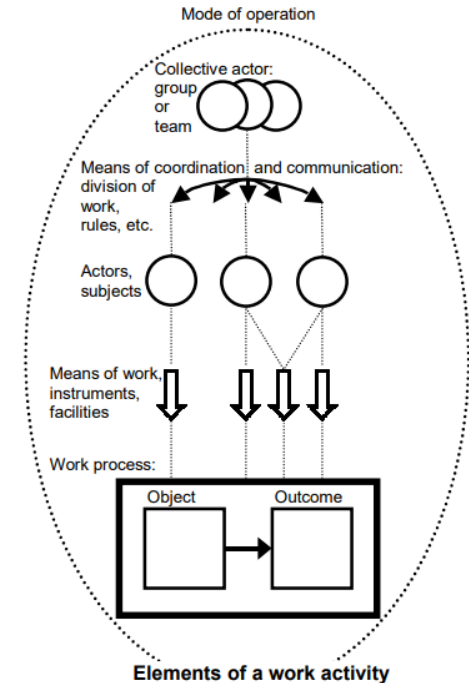 Mode of operation
Collective actor:
group
or
team
Means of coordination and communication:
division of
work,
rules, etc.
Actors,
subjects
Means of work,
instruments,
facilities
Work process:
Object
Outcome
Elements of a work activity